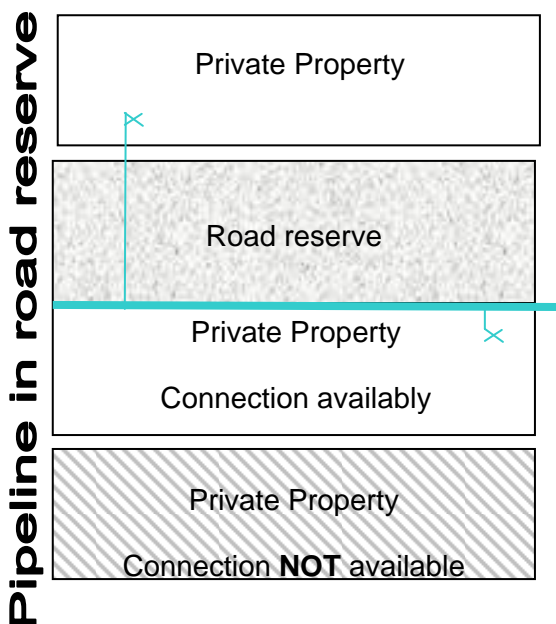 Pipeline in road reserve
Private Property
Road reserve
Private Property
Connection availably
Private Property
Connection NOT available